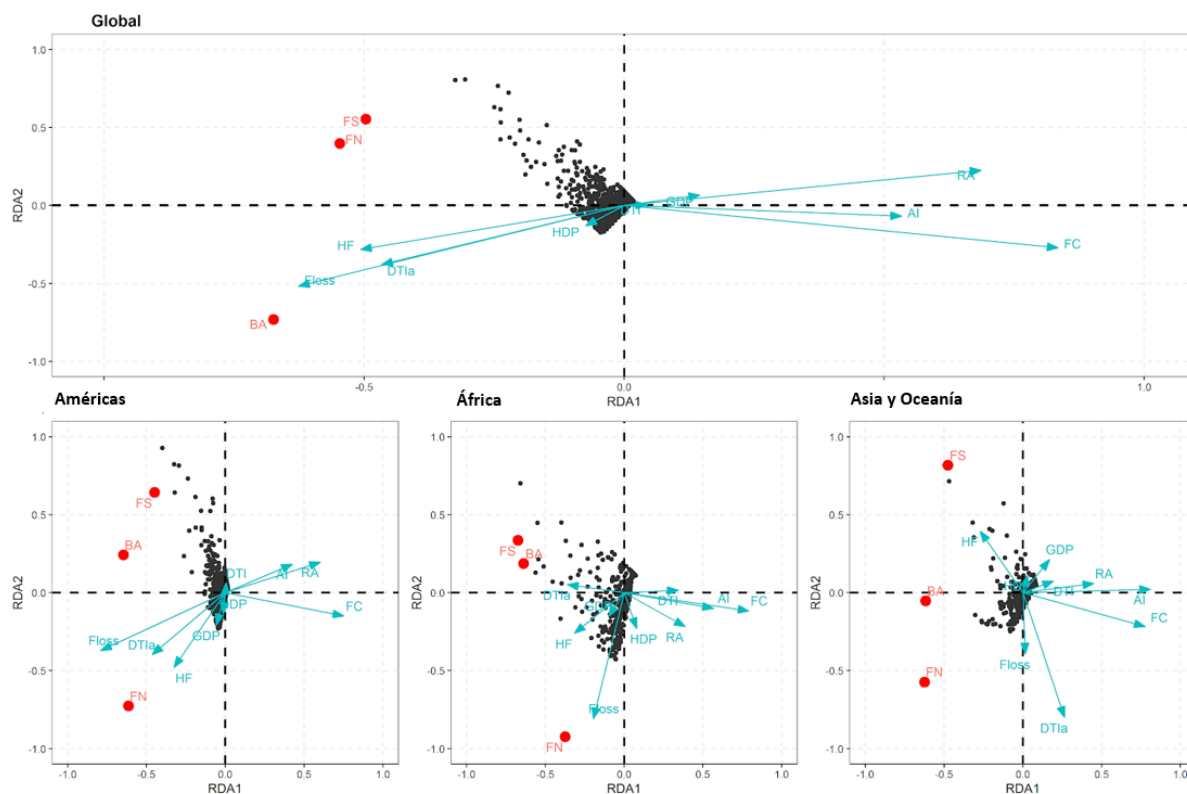 Global
1.0
0.5
0.0
-0.5
-1.0
RDA2
FS
FN
BA
HF
Floss
DTIa
HDP
GDP
RA
AI
FC
-0.5
0.0
1.0
RDA1
Américas
1.0
0.5
0.0
-0.5
-1.0
RDA2
FS
BA
FN
DTI
AI
RA
FC
Floss
DTIa
GDP
HF
-1.0
-0.5
0.0
0.5
1.0
RDA1
África
1.0
0.5
0.0
-0.5
-1.0
RDA2
FS
BA
FN
DTIa
GDP
HF
Floss
HDP
RA
DTI
AI
FC
-1.0
-0.5
0.0
0.5
1.0
RDA1
Asia y Oceanía
1.0
0.5
0.0
-0.5
-1.0
RDA2
FS
BA
FN
HF
GDP
RA
DTI
AI
FC
Floss
DTIa
-1.0
-0.5
0.0
0.5
1.0
RDA1